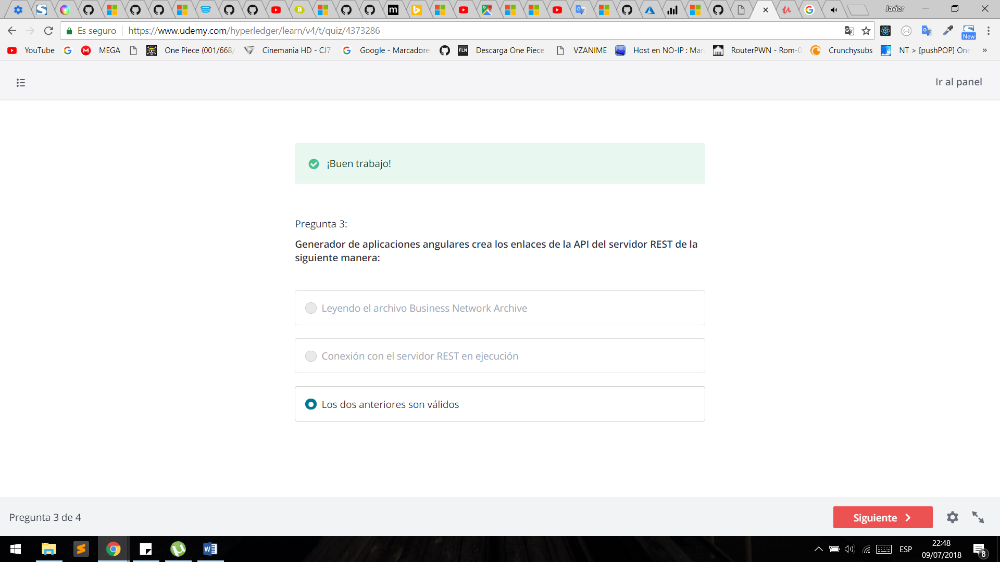 Javier
Es seguro https://www.udemy.com/hyperledger/learn/v4/t/quiz/4373286
New
YouTube MEGA One Piece (001/668/ Cinemania HD - CJ7 Google - Marcadore FLN Descarga One Piece VZANIME Host en NO-IP : Man RouterPWN - Rom-0 Crunchysubs NT > [pushPOP] One »
Ir al panel
¡Buen trabajo!
Pregunta 3:
Generador de aplicaciones angulares crea los enlaces de la API del servidor REST de la
siguiente manera:
Leyendo el archivo Business Network Archive
Conexión con el servidor REST en ejecución
Los dos anteriores son válidos
Pregunta 3 de 4
Siguiente
22:48
ESP
09/07/2018
8